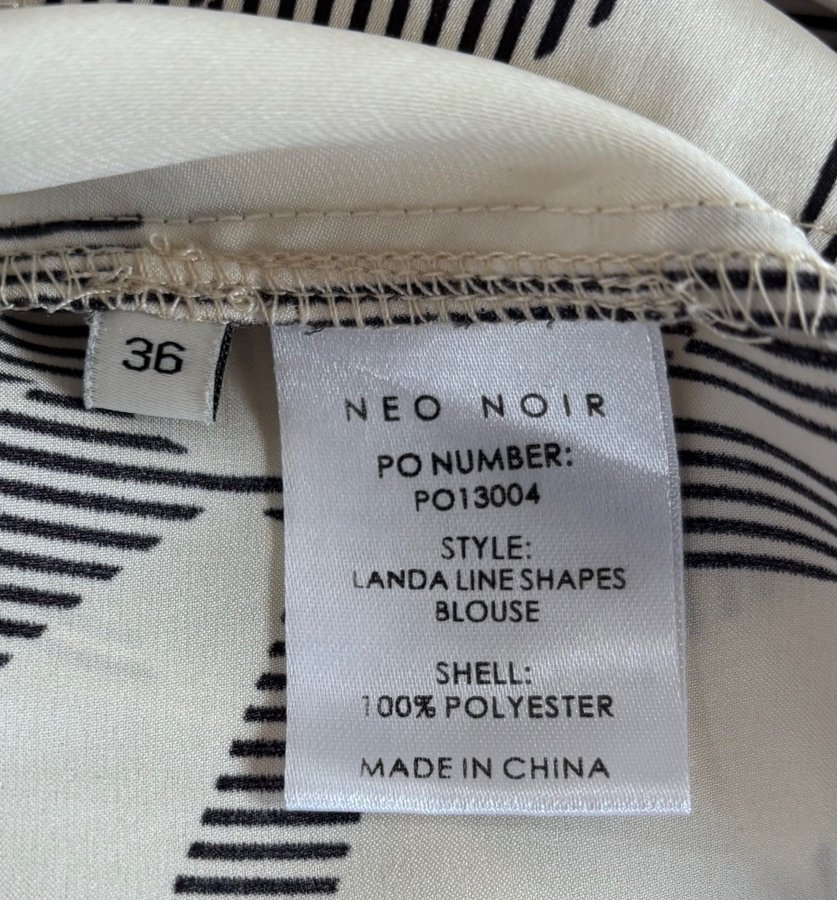 36
NEO NOIR
PO NUMBER:
PO13004
STYLE:
LANDA LINE SHAPES
BLOUSE
SHELL:
100% POLYESTER
MADE IN CHINA